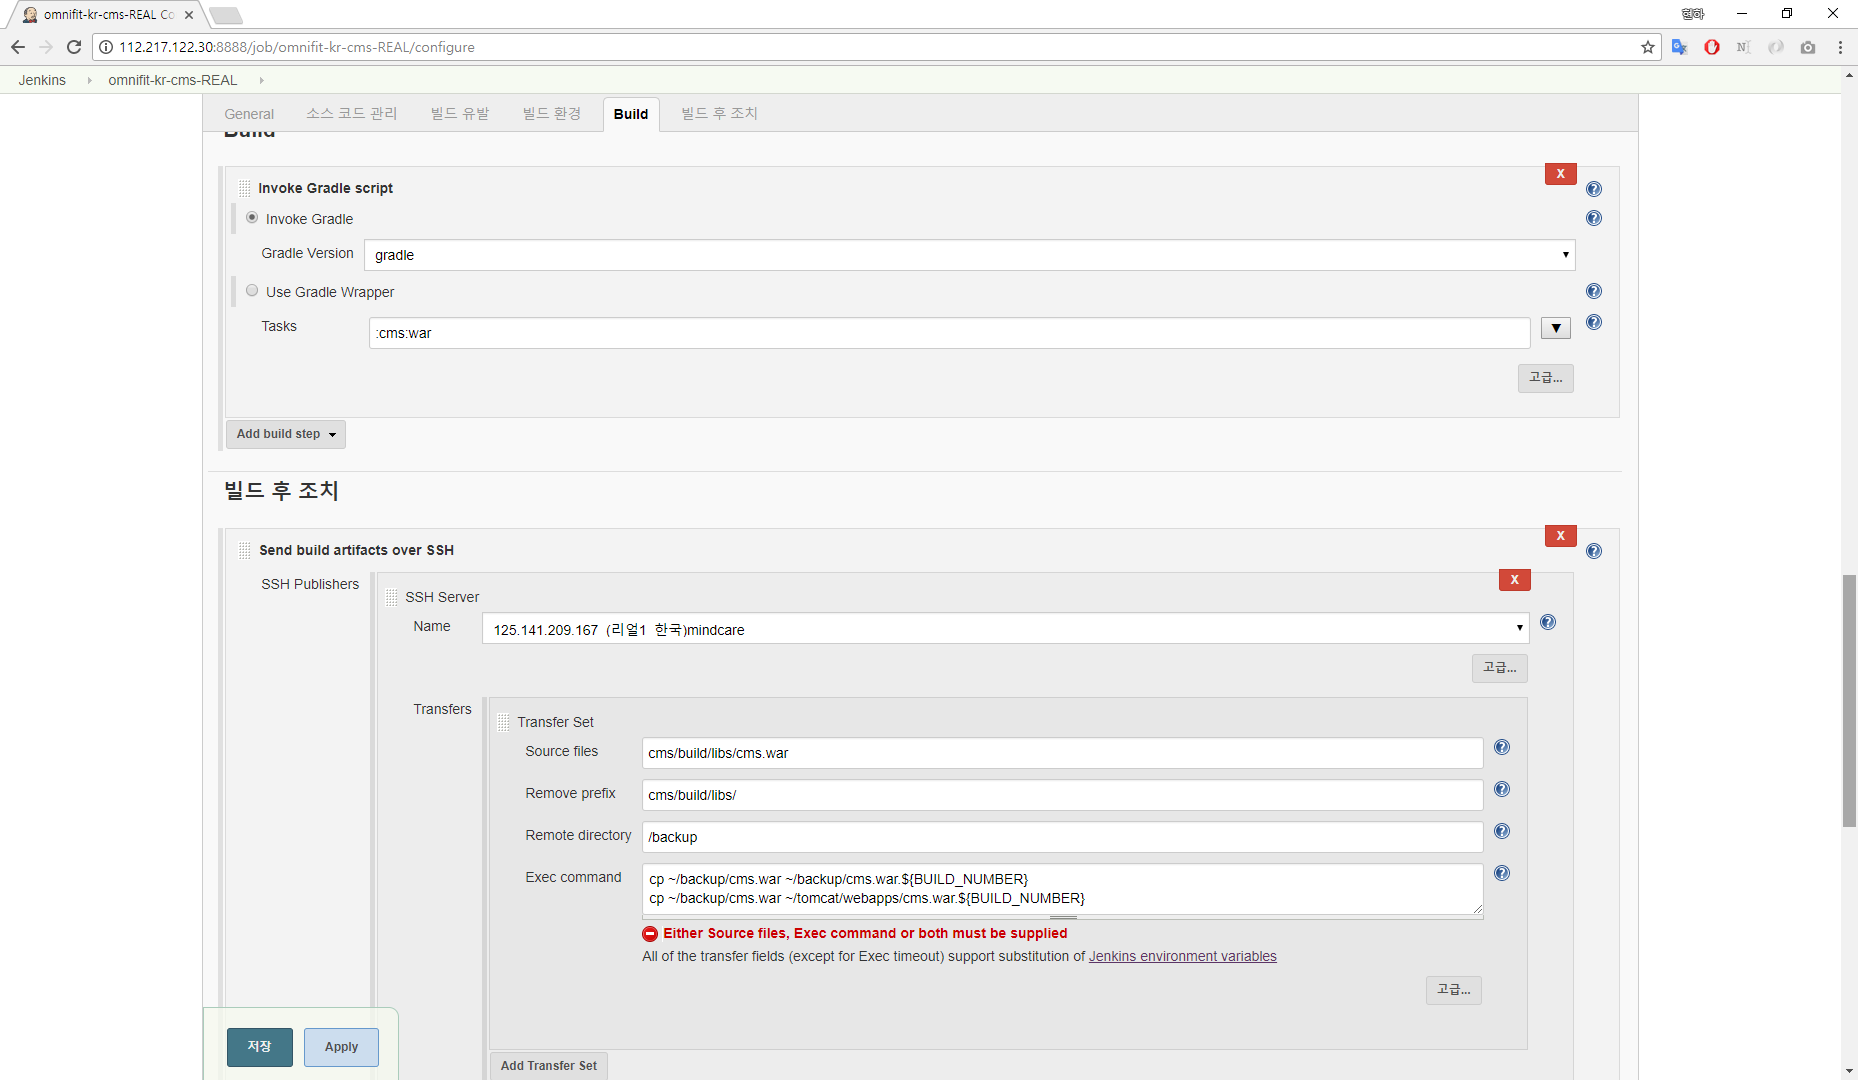 omnifit-kr-cms-REAL Co
현하
112.217.122.30:8888/job/omnifit-kr-cms-REAL/configure
Jenkins
omnifit-kr-cms-REAL
General
소스 코드 관리
빌드 유발
빌드 환경
Build
빌드 후 조치
Build
X
Invoke Gradle script
Invoke Gradle
Gradle Version
gradle
Use Gradle Wrapper
Tasks
:cms:war
고급...
Add build step
빌드 후 조치
X
Send build artifacts over SSH
SSH Publishers
X
SSH Server
Name
125.141.209.167 (리얼1 한국)mindcare
고급...
Transfers
Transfer Set
Source files
cms/build/libs/cms.war
Remove prefix
cms/build/libs/
Remote directory
/backup
Exec command
cp ~/backup/cms.war ~/backup/cms.war.${BUILD_NUMBER}
cp ~/backup/cms.war ~/tomcat/webapps/cms.war.${BUILD_NUMBER}
Either Source files, Exec command or both must be supplied
All of the transfer fields (except for Exec timeout) support substitution of Jenkins environment variables
고급...
저장
Apply
Add Transfer Set